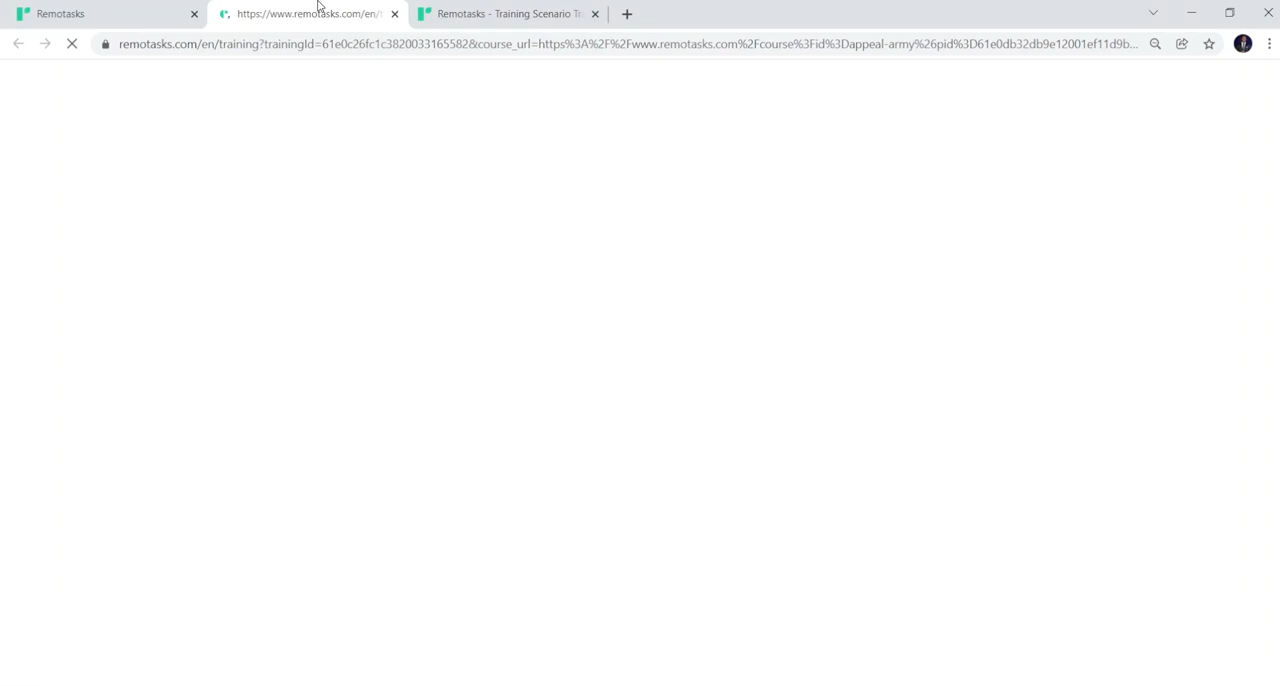 Remotasks
https://www.remotasks.com/en/t
Remotasks - Training Scenario Tr
remotasks.com/en/training?trainingId=61e0c26fc1c3820033165582&course_url=https%3A%2F%2Fwww.remotasks.com%2Fcourse%3Fid%3Dappeal-army%26pid%3D61e0db32db9e12001ef11d9b...